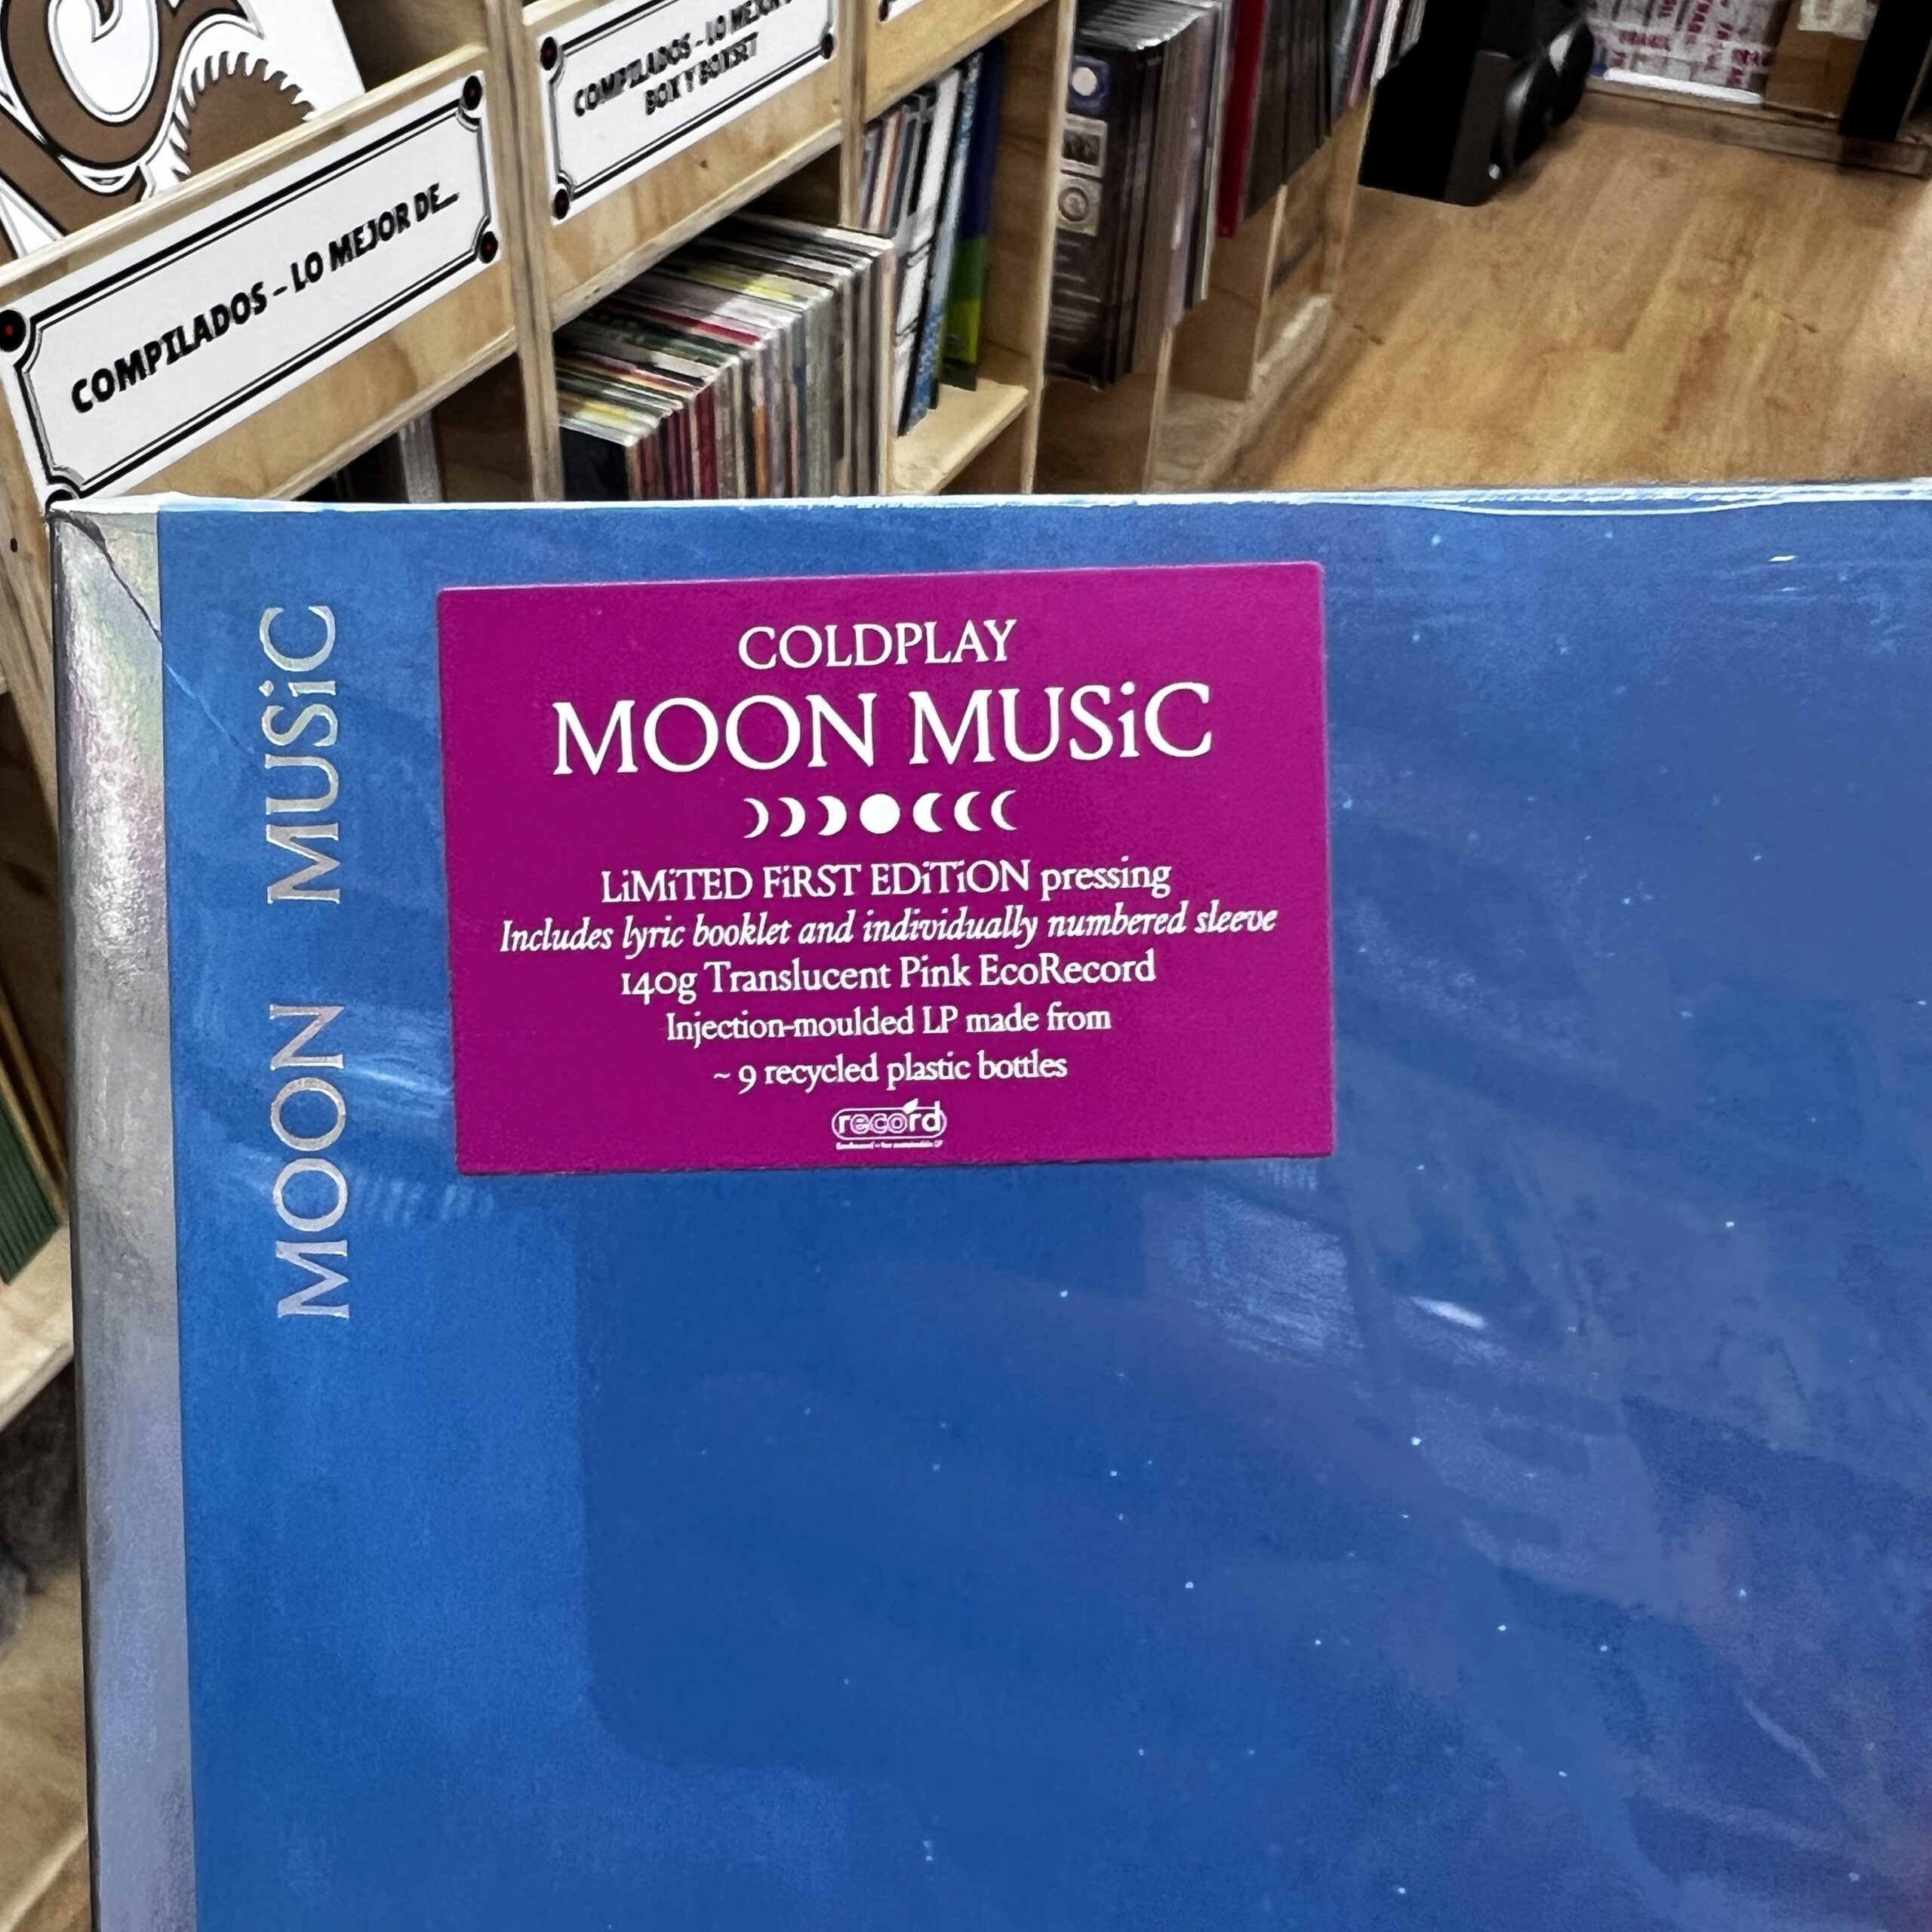 COMPILADOS - LO MEJOR DE...
COMPILADOS - LO MEJOR
BOX Y BOXSET
MOON MUSiC
COLDPLAY
MOON MUSiC
LiMiTED FiRST EDiTiON pressing
Includes lyric booklet and individually numbered sleeve
140g Translucent Pink EcoRecord
Injection-moulded LP made from
~ 9 recycled plastic bottles
record